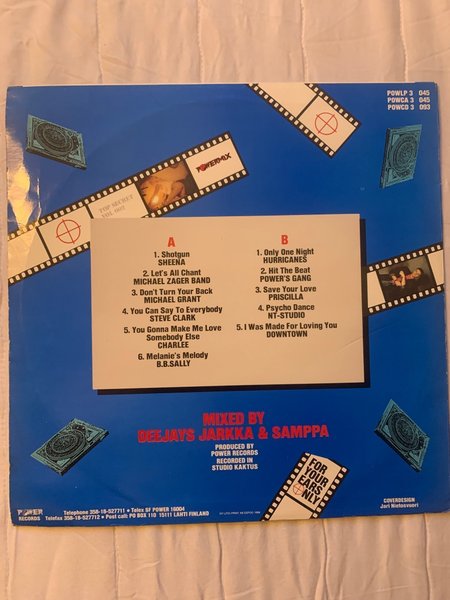 POWLP 3 045
POWCA 3 045
POWCD 3 093
POWERMIX
TOP SECRET
VOL 003
A
1. Shotgun
SHEENA
2. Let's All Chant
MICHAEL ZAGER BAND
3. Don't Turn Your Back
MICHAEL GRANT
4. You Can Say To Everybody
STEVE CLARK
5. You Gonna Make Me Love
Somebody Else
CHARLEE
6. Melanie's Melody
B.B.SALLY
B
1. Only One Night
HURRICANES
2. Hit The Beat
POWER'S GANG
3. Save Your Love
PRISCILLA
4. Psycho Dance
NT-STUDIO
5. I Was Made For Loving You
DOWNTOWN
MIXED BY
DEEJAYS JARKKA & SAMPPA
PRODUCED BY
POWER RECORDS
RECORDED IN
STUDIO KAKTUS
FOR YOUR
EARS
ONLY
POWER
RECORDS
Telephone 358-18-527711 • Telex SF POWER 16004
Telefax 358-18-527712 • Post call: PO BOX 110 15111 LAHTI FINLAND
COVERDESIGN
Jari Nietosvuori